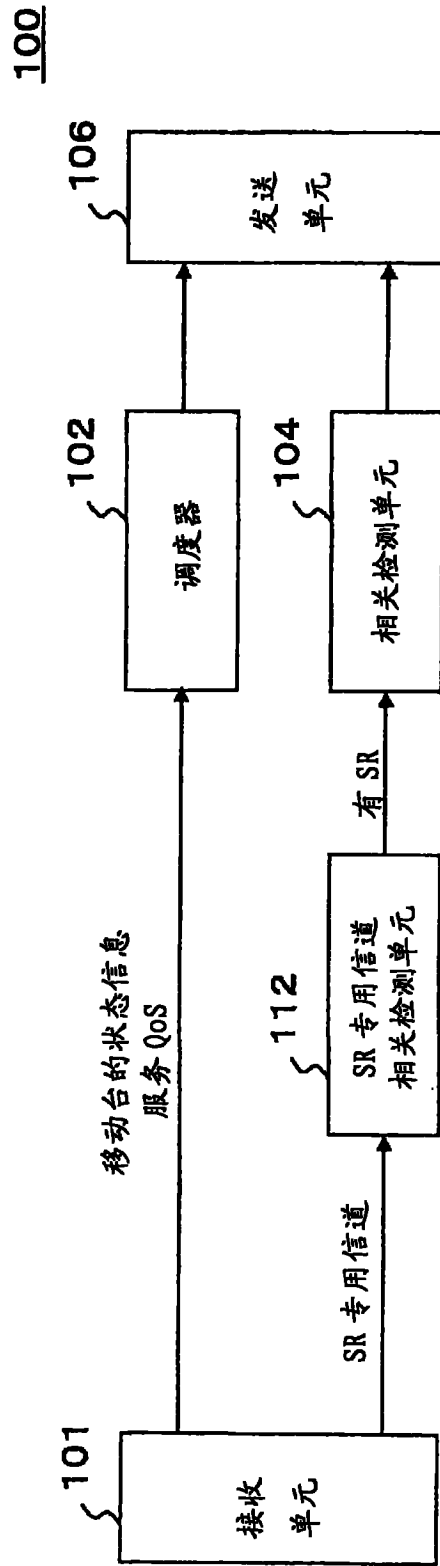 100
101
接收
单元
移动台的状态信息
服务 QoS
102
调度器
106
发送
单元
SR 专用信道
112
SR 专用信道
相关检测单元
有 SR
104
相关检测单元